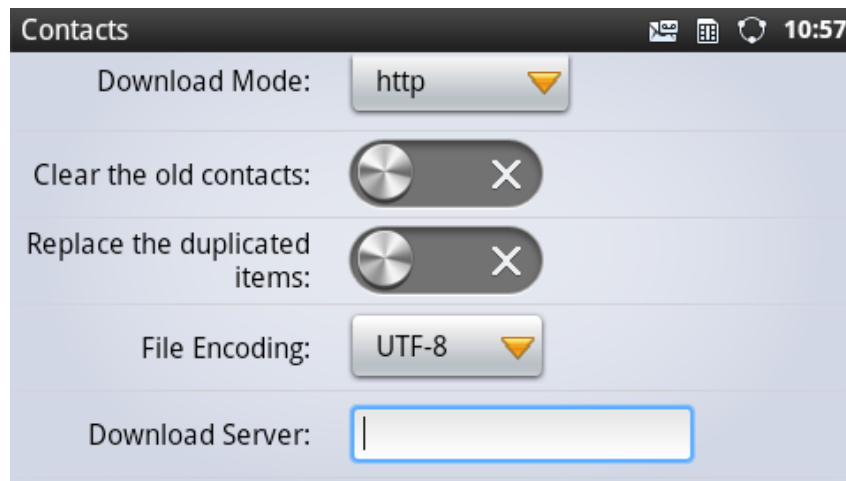 Contacts 10:57
Download Mode: http
Clear the old contacts:
Replace the duplicated
items:
File Encoding: UTF-8
Download Server: